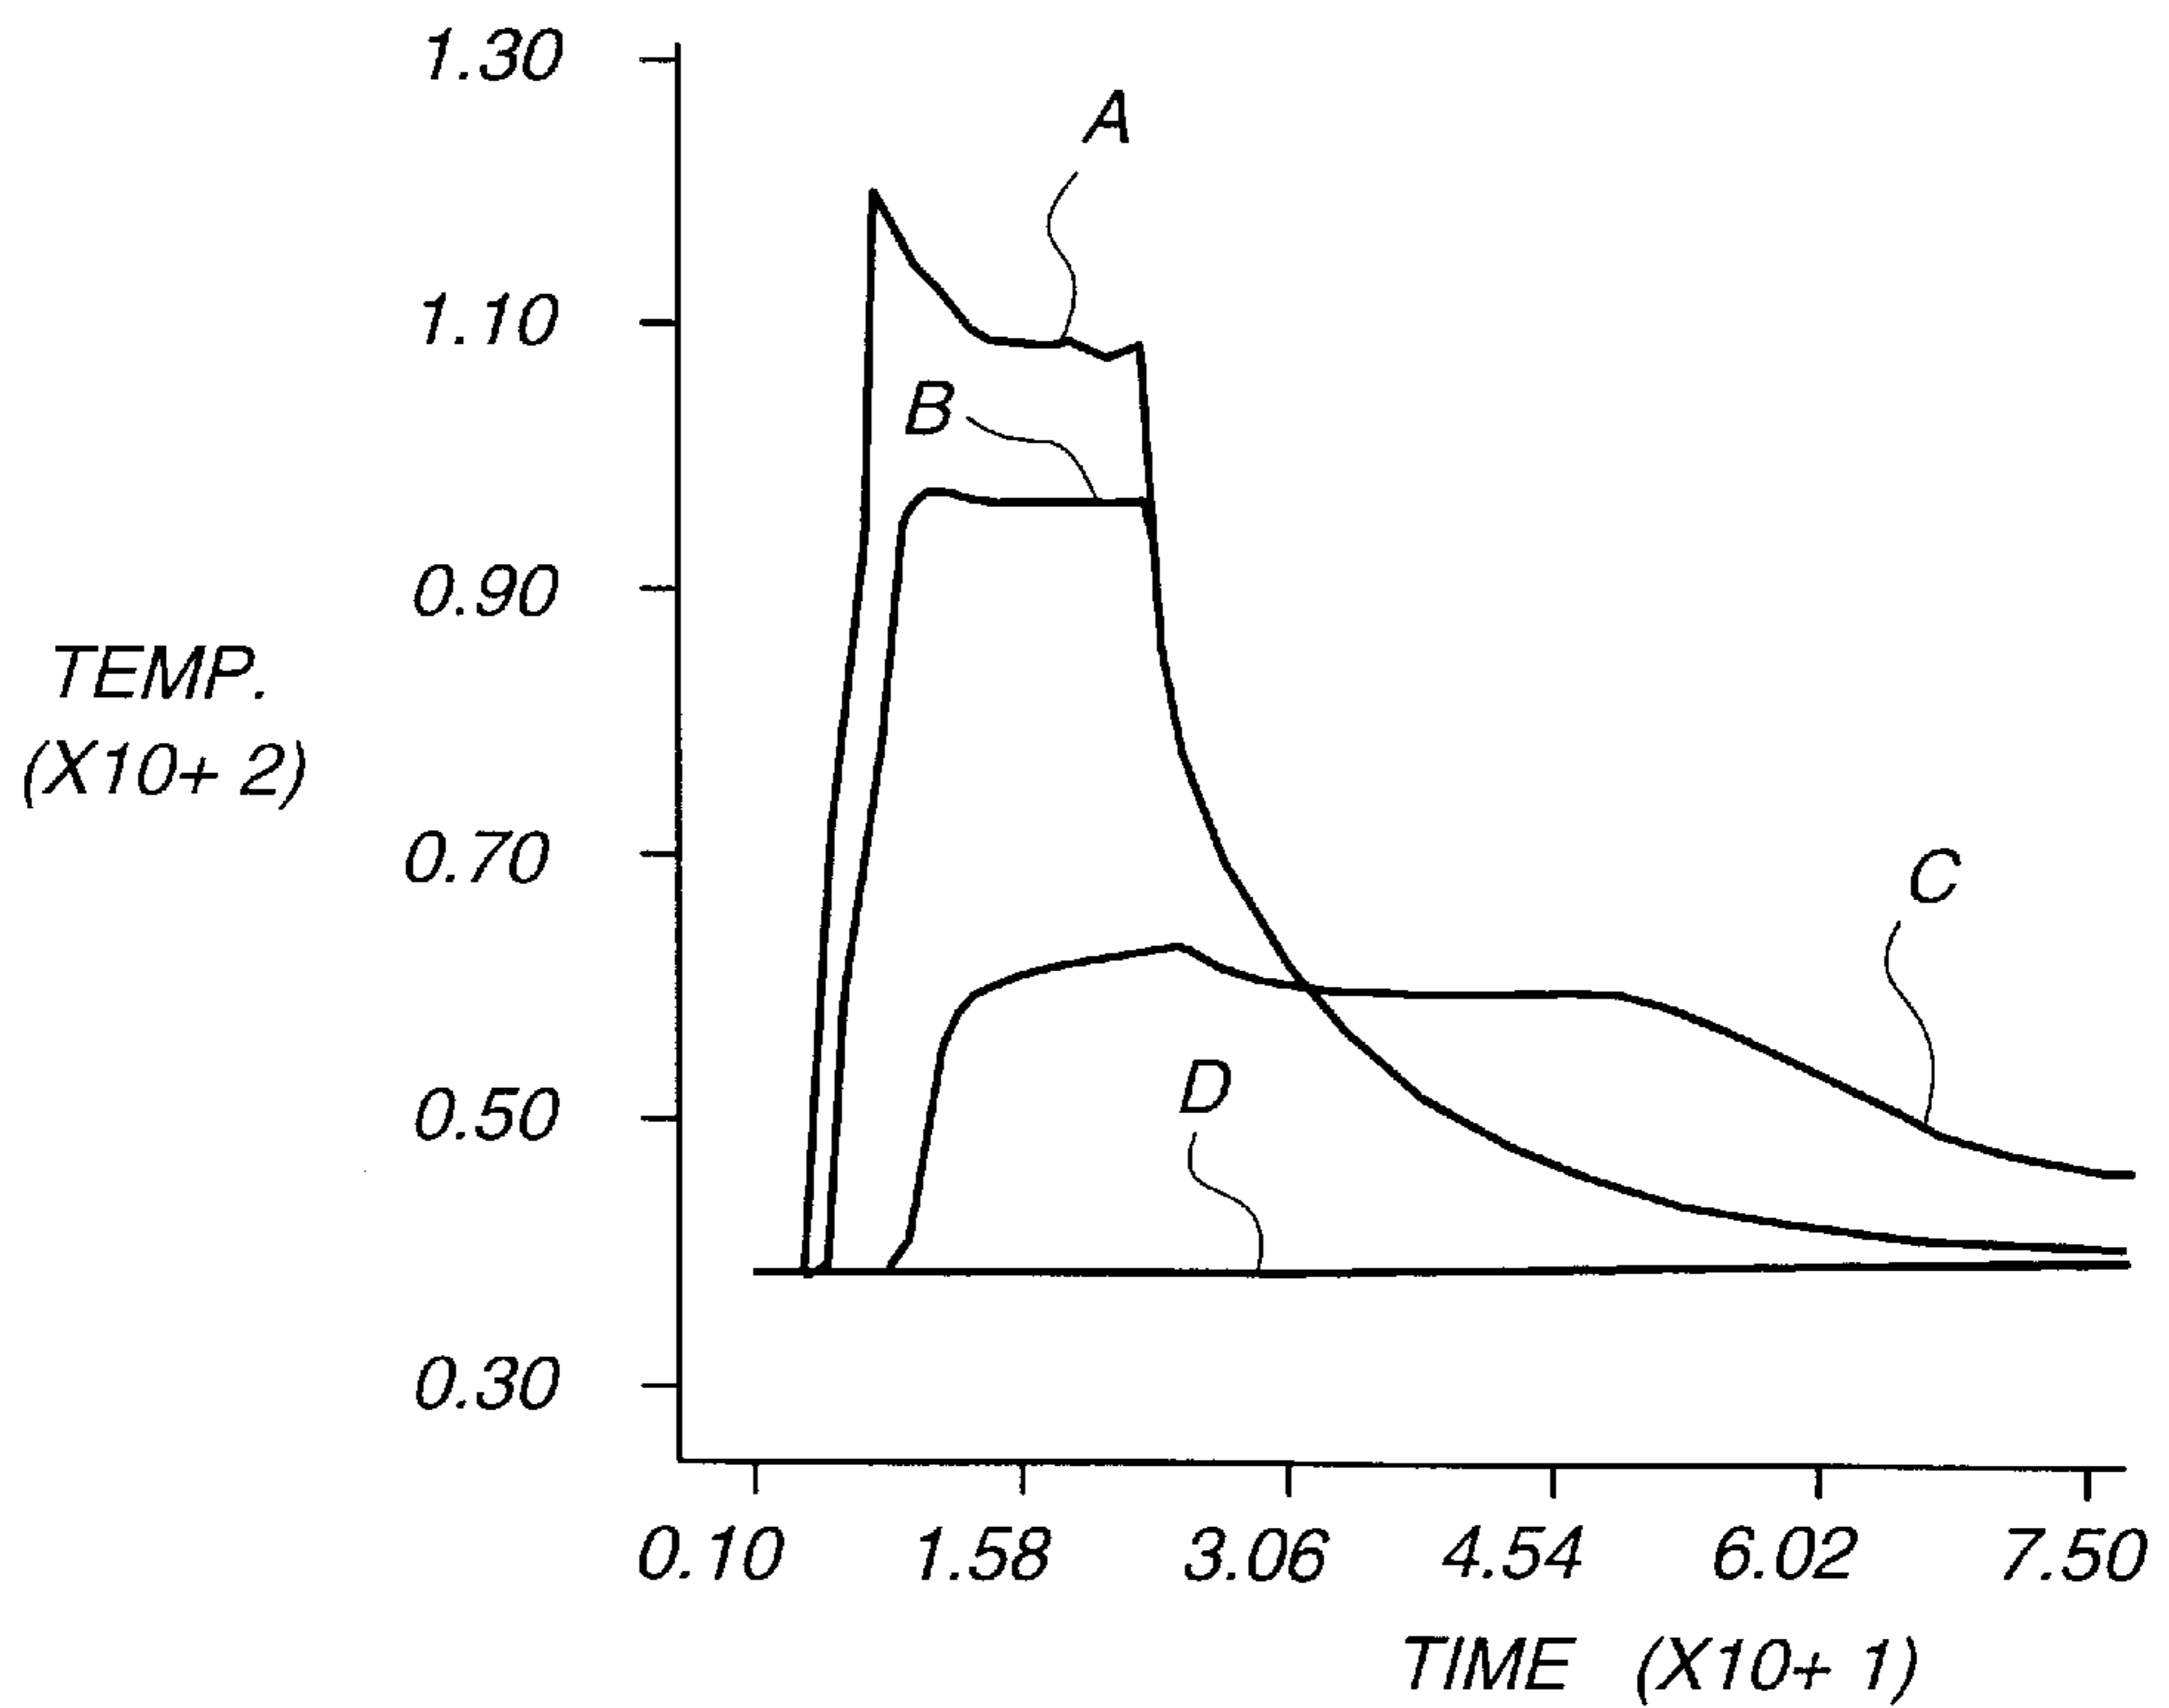 1.30
A
1.10
B
0.90
TEMP.
(X10+ 2)
0.70
C
0.50
D
0.30
0.10 1.58 3.06 4.54 6.02 7.50
TIME (X10+ 1)